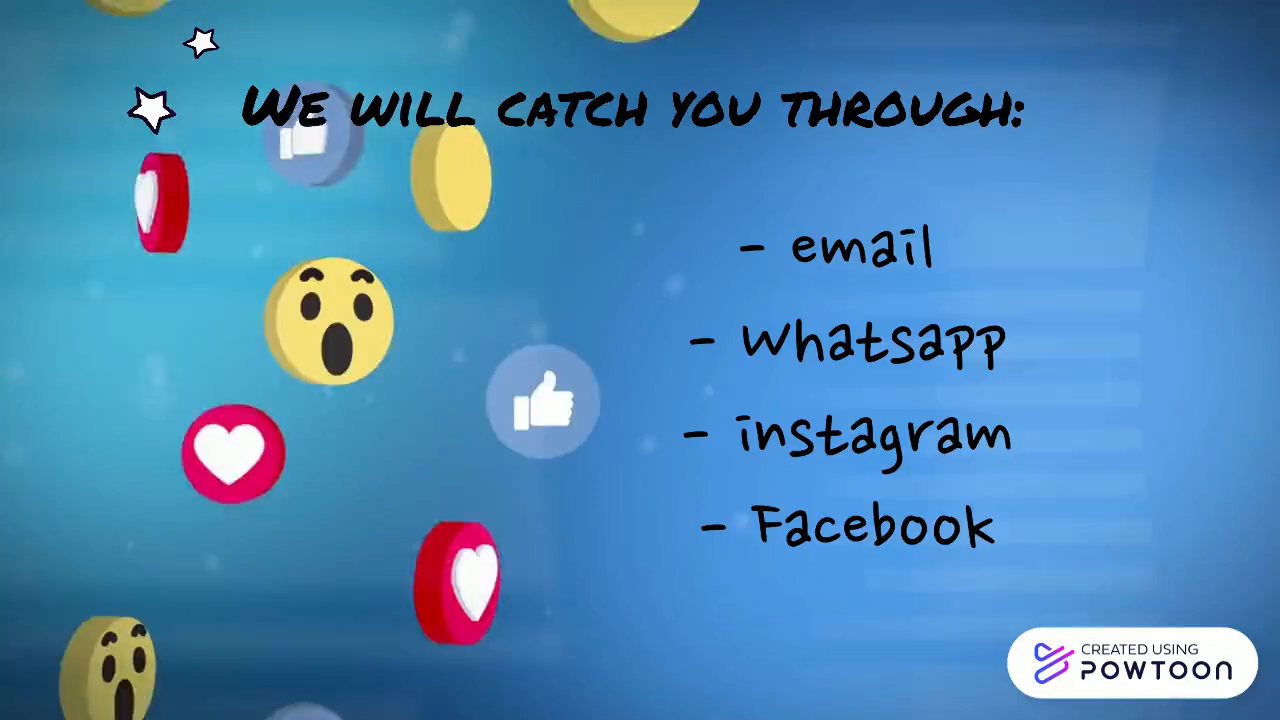 We will catch you through:
- email
- Whatsapp
- instagram
- Facebook
CREATED USING
POWTOON